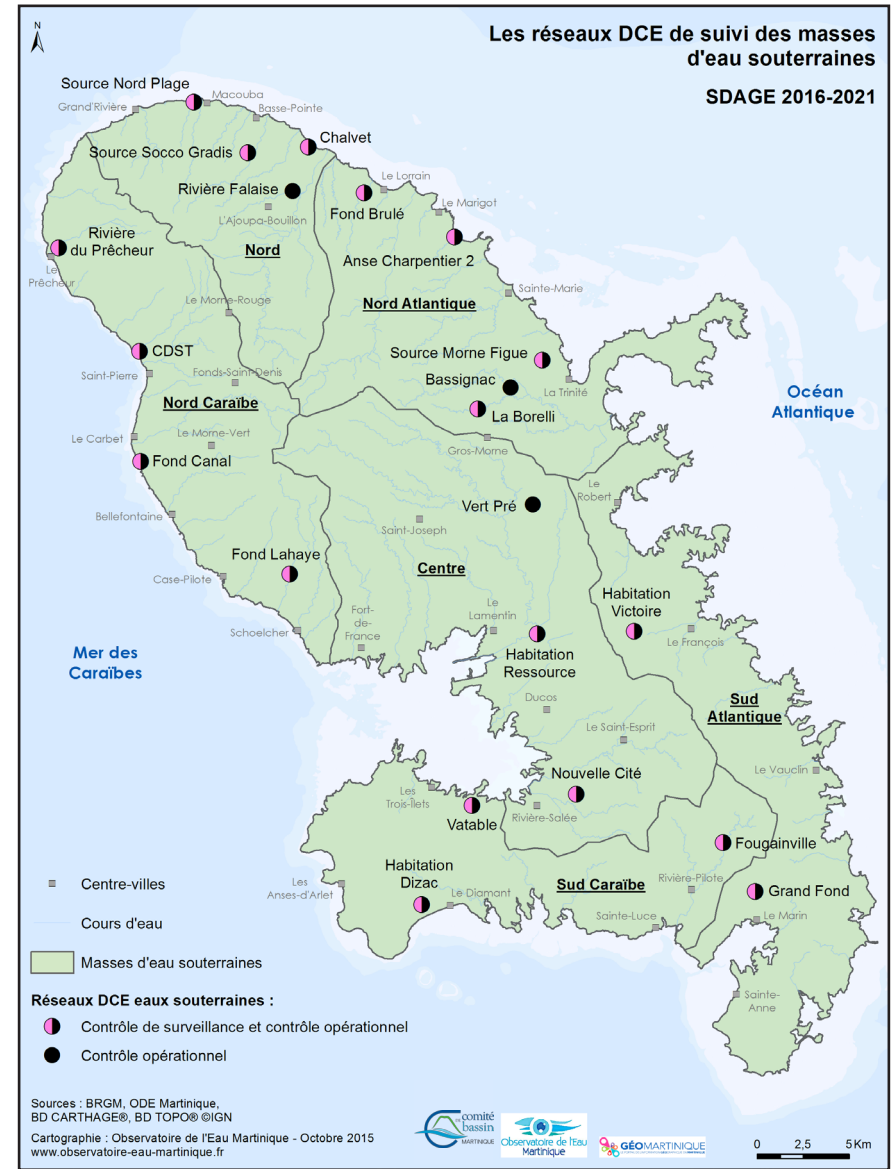 Les réseaux DCE de suivi des masses
d'eau souterraines
SDAGE 2016-2021
N
Source Nord Plage
Macouba
Grand'Rivière
Basse-Pointe
Chalvet
Source Socco Gradis
Le Lorrain
Rivière Falaise
Fond Brulé
L'Ajoupa-Bouillon
Le Marigot
Rivière
du Prêcheur
Nord
Anse Charpentier 2
Le
Prêcheur
Sainte-Marie
Le Morne-Rouge
Nord Atlantique
CDST
Source Morne Figue
Saint-Pierre
Fonds-Saint-Denis
Bassignac
La Trinité
Océan
Atlantique
Nord Caraïbe
La Borelli
Le Carbet
Le Morne-Vert
Gros-Morne
Fond Canal
Le
Robert
Vert Pré
Bellefontaine
Saint-Joseph
Fond Lahaye
Centre
Case-Pilote
Habitation
Victoire
Fort-
de-
France
Le
Lamentin
Schoelcher
Le François
Mer des
Caraïbes
Habitation
Ressource
Ducos
Sud
Atlantique
Le Saint-Esprit
Nouvelle Cité
Le Vauclin
Les
Trois-Îlets
Rivière-Salée
Vatable
Fougainville
Habitation
Dizac
Sud Caraïbe
Rivière-Pilote
Les
Anses-d'Arlet
Le Diamant
Grand Fond
Sainte-Luce
Le Marin
Sainte-
Anne
Centre-villes
Cours d'eau
Masses d'eau souterraines
Réseaux DCE eaux souterraines :
Contrôle de surveillance et contrôle opérationnel
Contrôle opérationnel
Sources : BRGM, ODE Martinique,
BD CARTHAGE®, BD TOPO® ©IGN
Cartographie : Observatoire de l'Eau Martinique - Octobre 2015
www.observatoire-eau-martinique.fr
comité
bassin
MARTINIQUE
Observatoire de l'Eau
Martinique
GÉOMARTINIQUE
0 2,5 5 Km